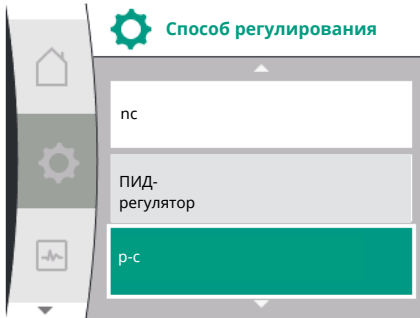 Способ регулирования
nc
ПИД-
регулятор
p-c